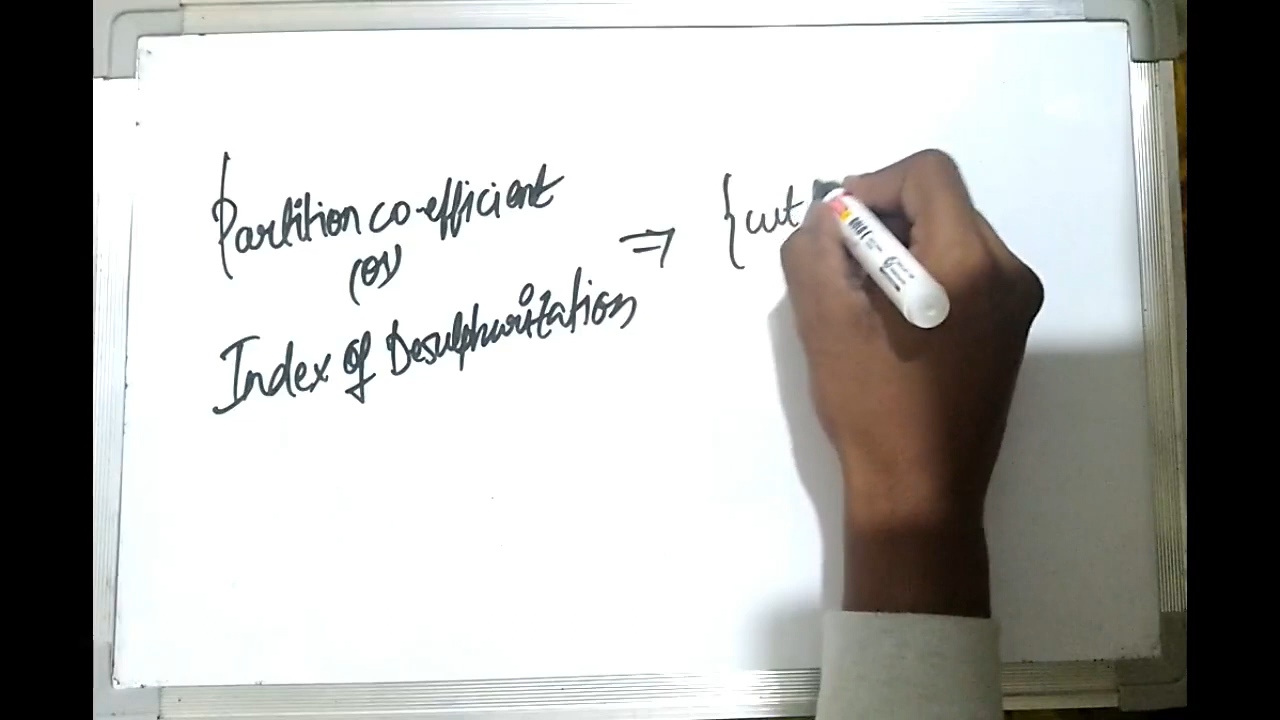 Partition co-efficient
(or)
Index of Desulphurization
⇒ {wt